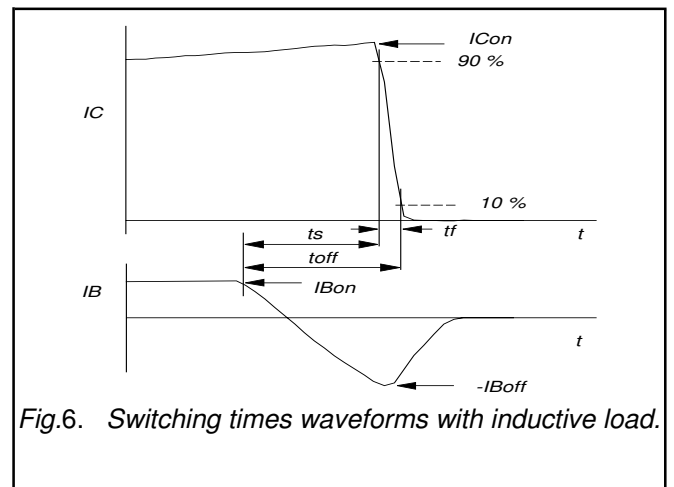 ICon
90 %
IC
10 %
ts
tf
t
toff
IB
IBon
t
-IBoff
Fig.6. Switching times waveforms with inductive load.